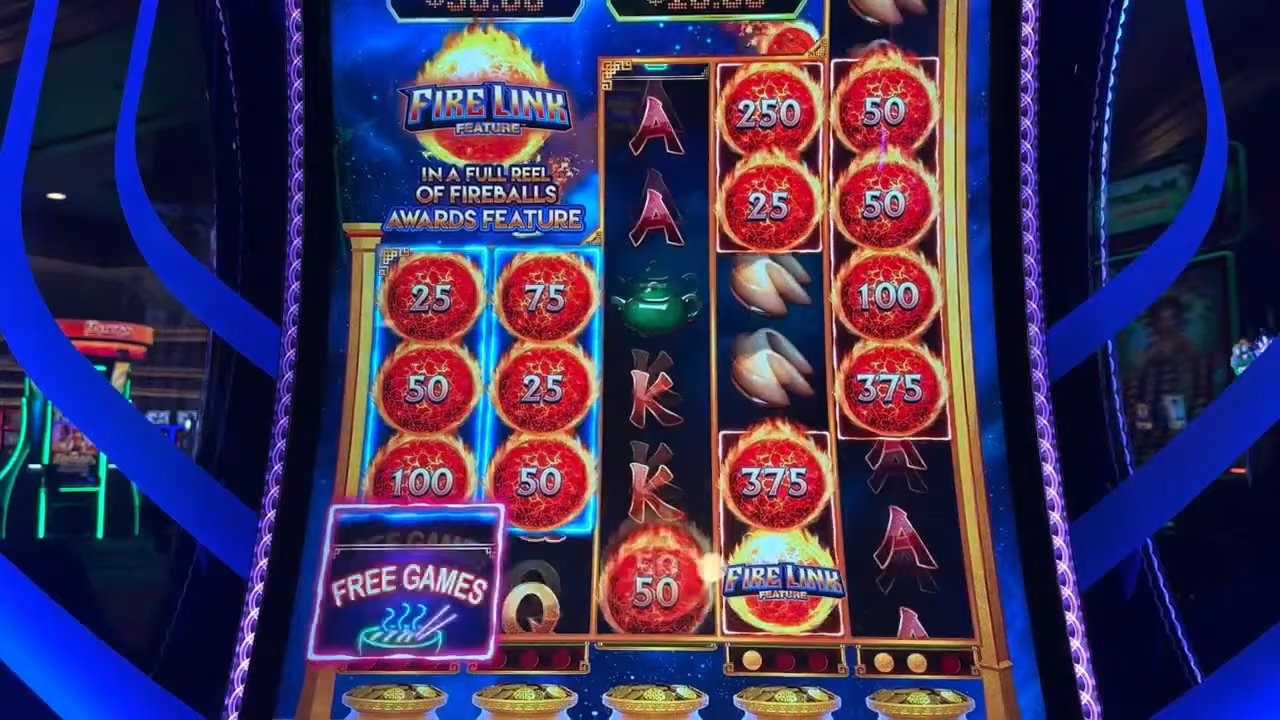 FIRE LINK
FEATURE
IN A FULL REEL
OF FIREBALLS
AWARDS FEATURE
A
250
50
A
25
50
25
75
100
50
25
K
375
100
50
K
375
A
FREE GAMES
Q
50
FIRE LINK
FEATURE
A
A